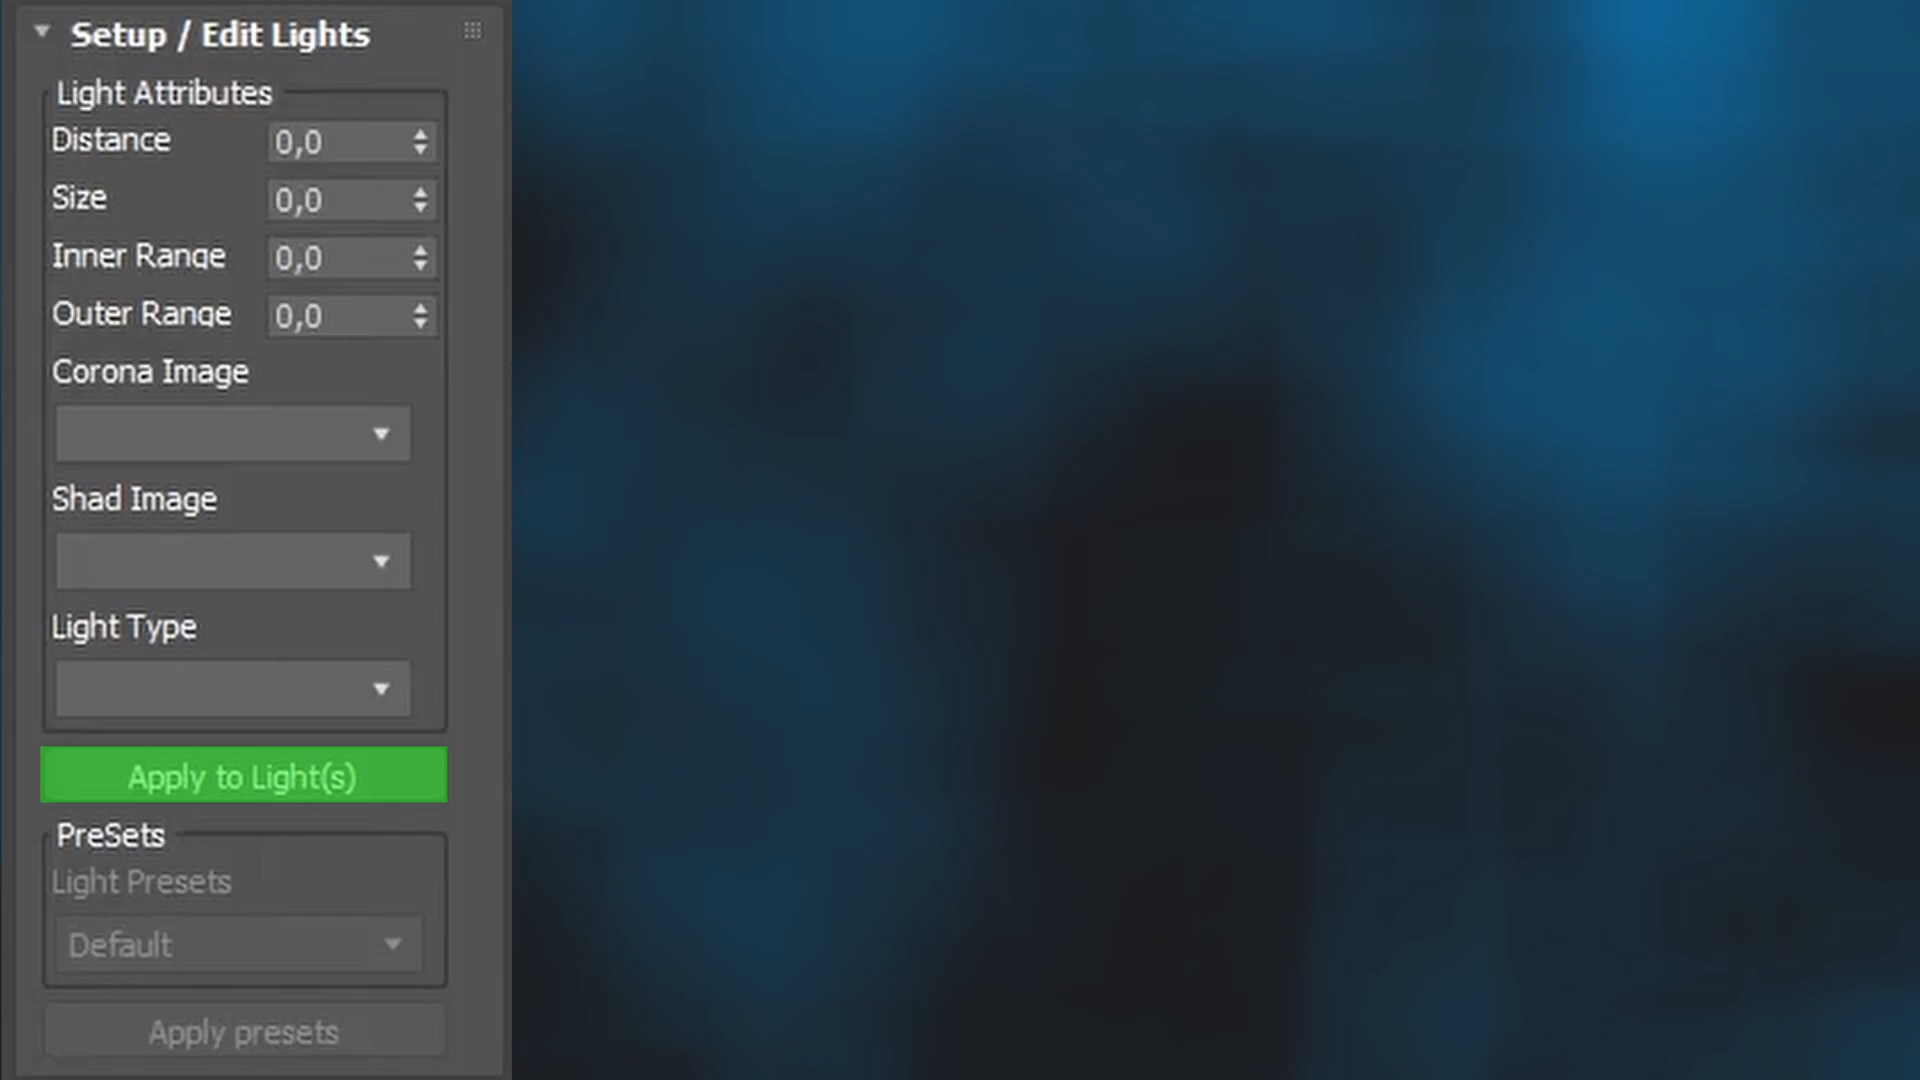 Setup / Edit Lights
Light Attributes
Distance 0,0
Size 0,0
Inner Range 0,0
Outer Range 0,0
Corona Image
Shad Image
Light Type
Apply to Light(s)
PreSets
Light Presets
Default
Apply presets